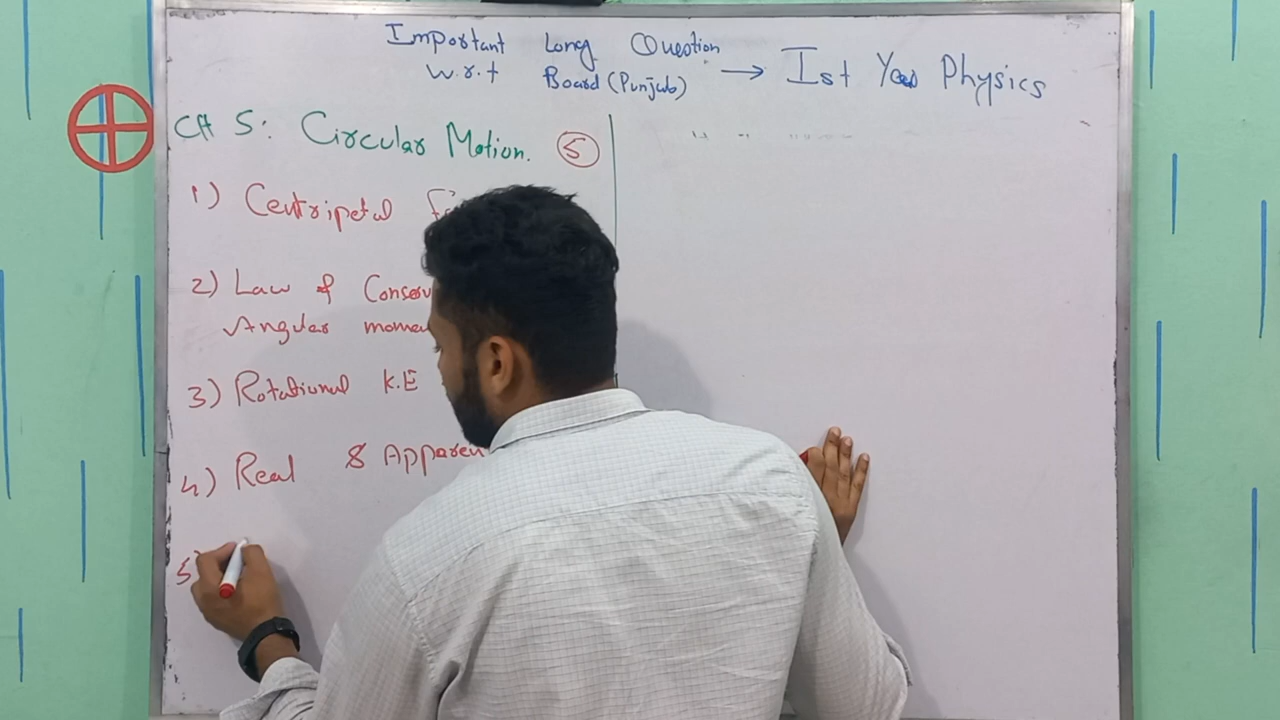 Important Long Question
w.r.t Board (Punjab) → Ist Year Physics
CH 5: Circular Motion. 5
1) Centripetal
2) Law of
Angular
3) Rotational K.E
4) Real &
5)